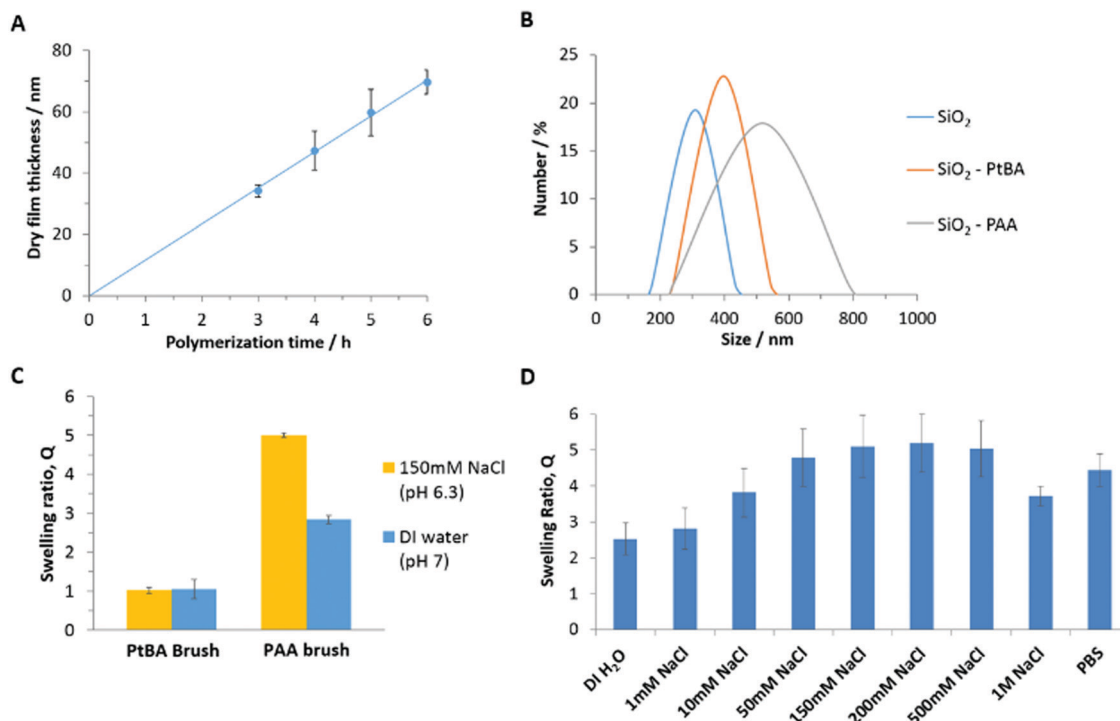 A
Dry film thickness / nm
80
60
40
20
0
0 1 2 3 4 5 6
Polymerization time / h
B
Number / %
25
20
15
10
5
0
0 200 400 600 800 1000
Size / nm
SiO₂
SiO₂ - PtBA
SiO₂ - PAA
C
Swelling ratio, Q
6
5
4
3
2
1
0
PtBA Brush PAA brush
150mM NaCl
(pH 6.3)
DI water
(pH 7)
D
Swelling Ratio, Q
6
5
4
3
2
1
0
DI H₂O
1mM NaCl
10mM NaCl
50mM NaCl
150mM NaCl
200mM NaCl
500mM NaCl
1M NaCl
PBS